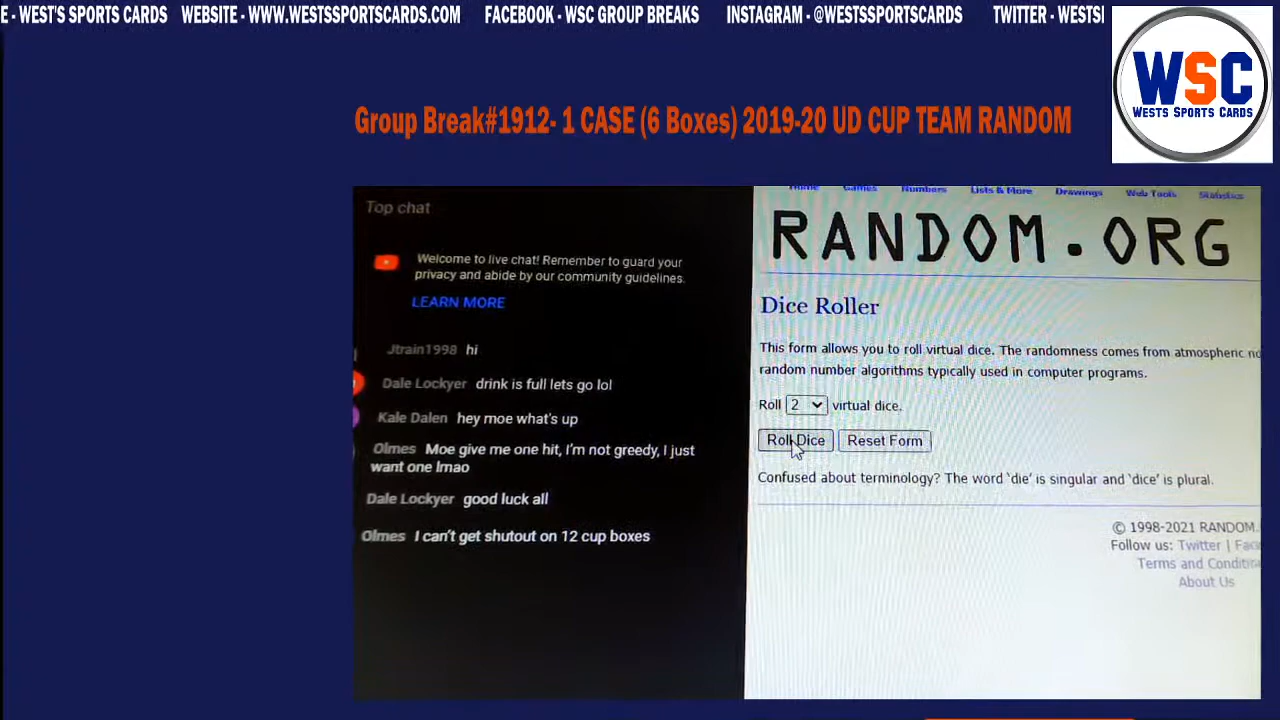 E - WEST'S SPORTS CARDS WEBSITE - WWW.WESTSSPORTSCARDS.COM FACEBOOK - WSC GROUP BREAKS INSTAGRAM - @WESTSSPORTSCARDS TWITTER - WESTS
WSC
WESTS SPORTS CARDS
Group Break#1912- 1 CASE (6 Boxes) 2019-20 UD CUP TEAM RANDOM
Top chat
Welcome to live chat! Remember to guard your
privacy and abide by our community guidelines.
LEARN MORE
Jtrain1998 hi
Dale Lockyer drink is full lets go lol
Kale Dalen hey moe what's up
Olmes Moe give me one hit, I'm not greedy, I just
want one lmao
Dale Lockyer good luck all
Olmes I can't get shutout on 12 cup boxes
Home Games Numbers Lists & More Drawings Web Tools Statistics
RANDOM.ORG
Dice Roller
This form allows you to roll virtual dice. The randomness comes from atmospheric no
random number algorithms typically used in computer programs.
Roll 2 virtual dice.
Roll Dice Reset Form
Confused about terminology? The word 'die' is singular and 'dice' is plural.
© 1998-2021 RANDOM.
Follow us: Twitter | Fac
Terms and Conditio
About Us